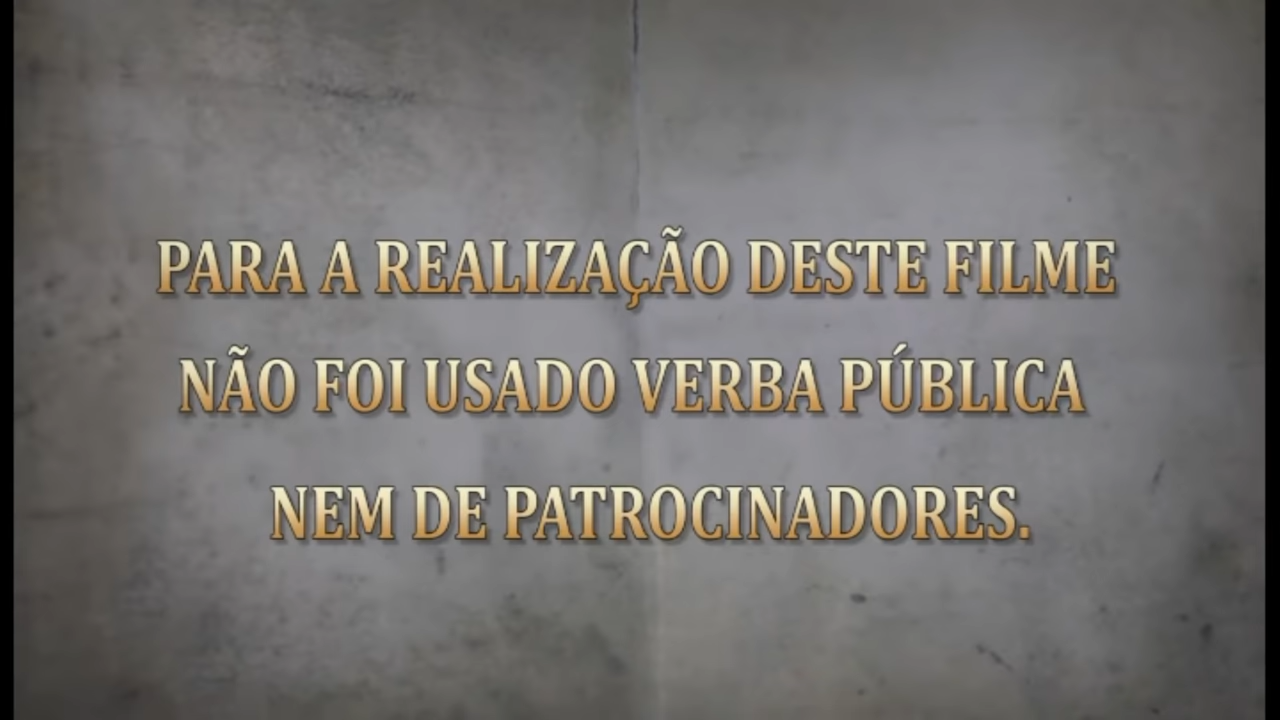 PARA A REALIZAÇÃO DESTE FILME
NÃO FOI USADO VERBA PÚBLICA
NEM DE PATROCINADORES.